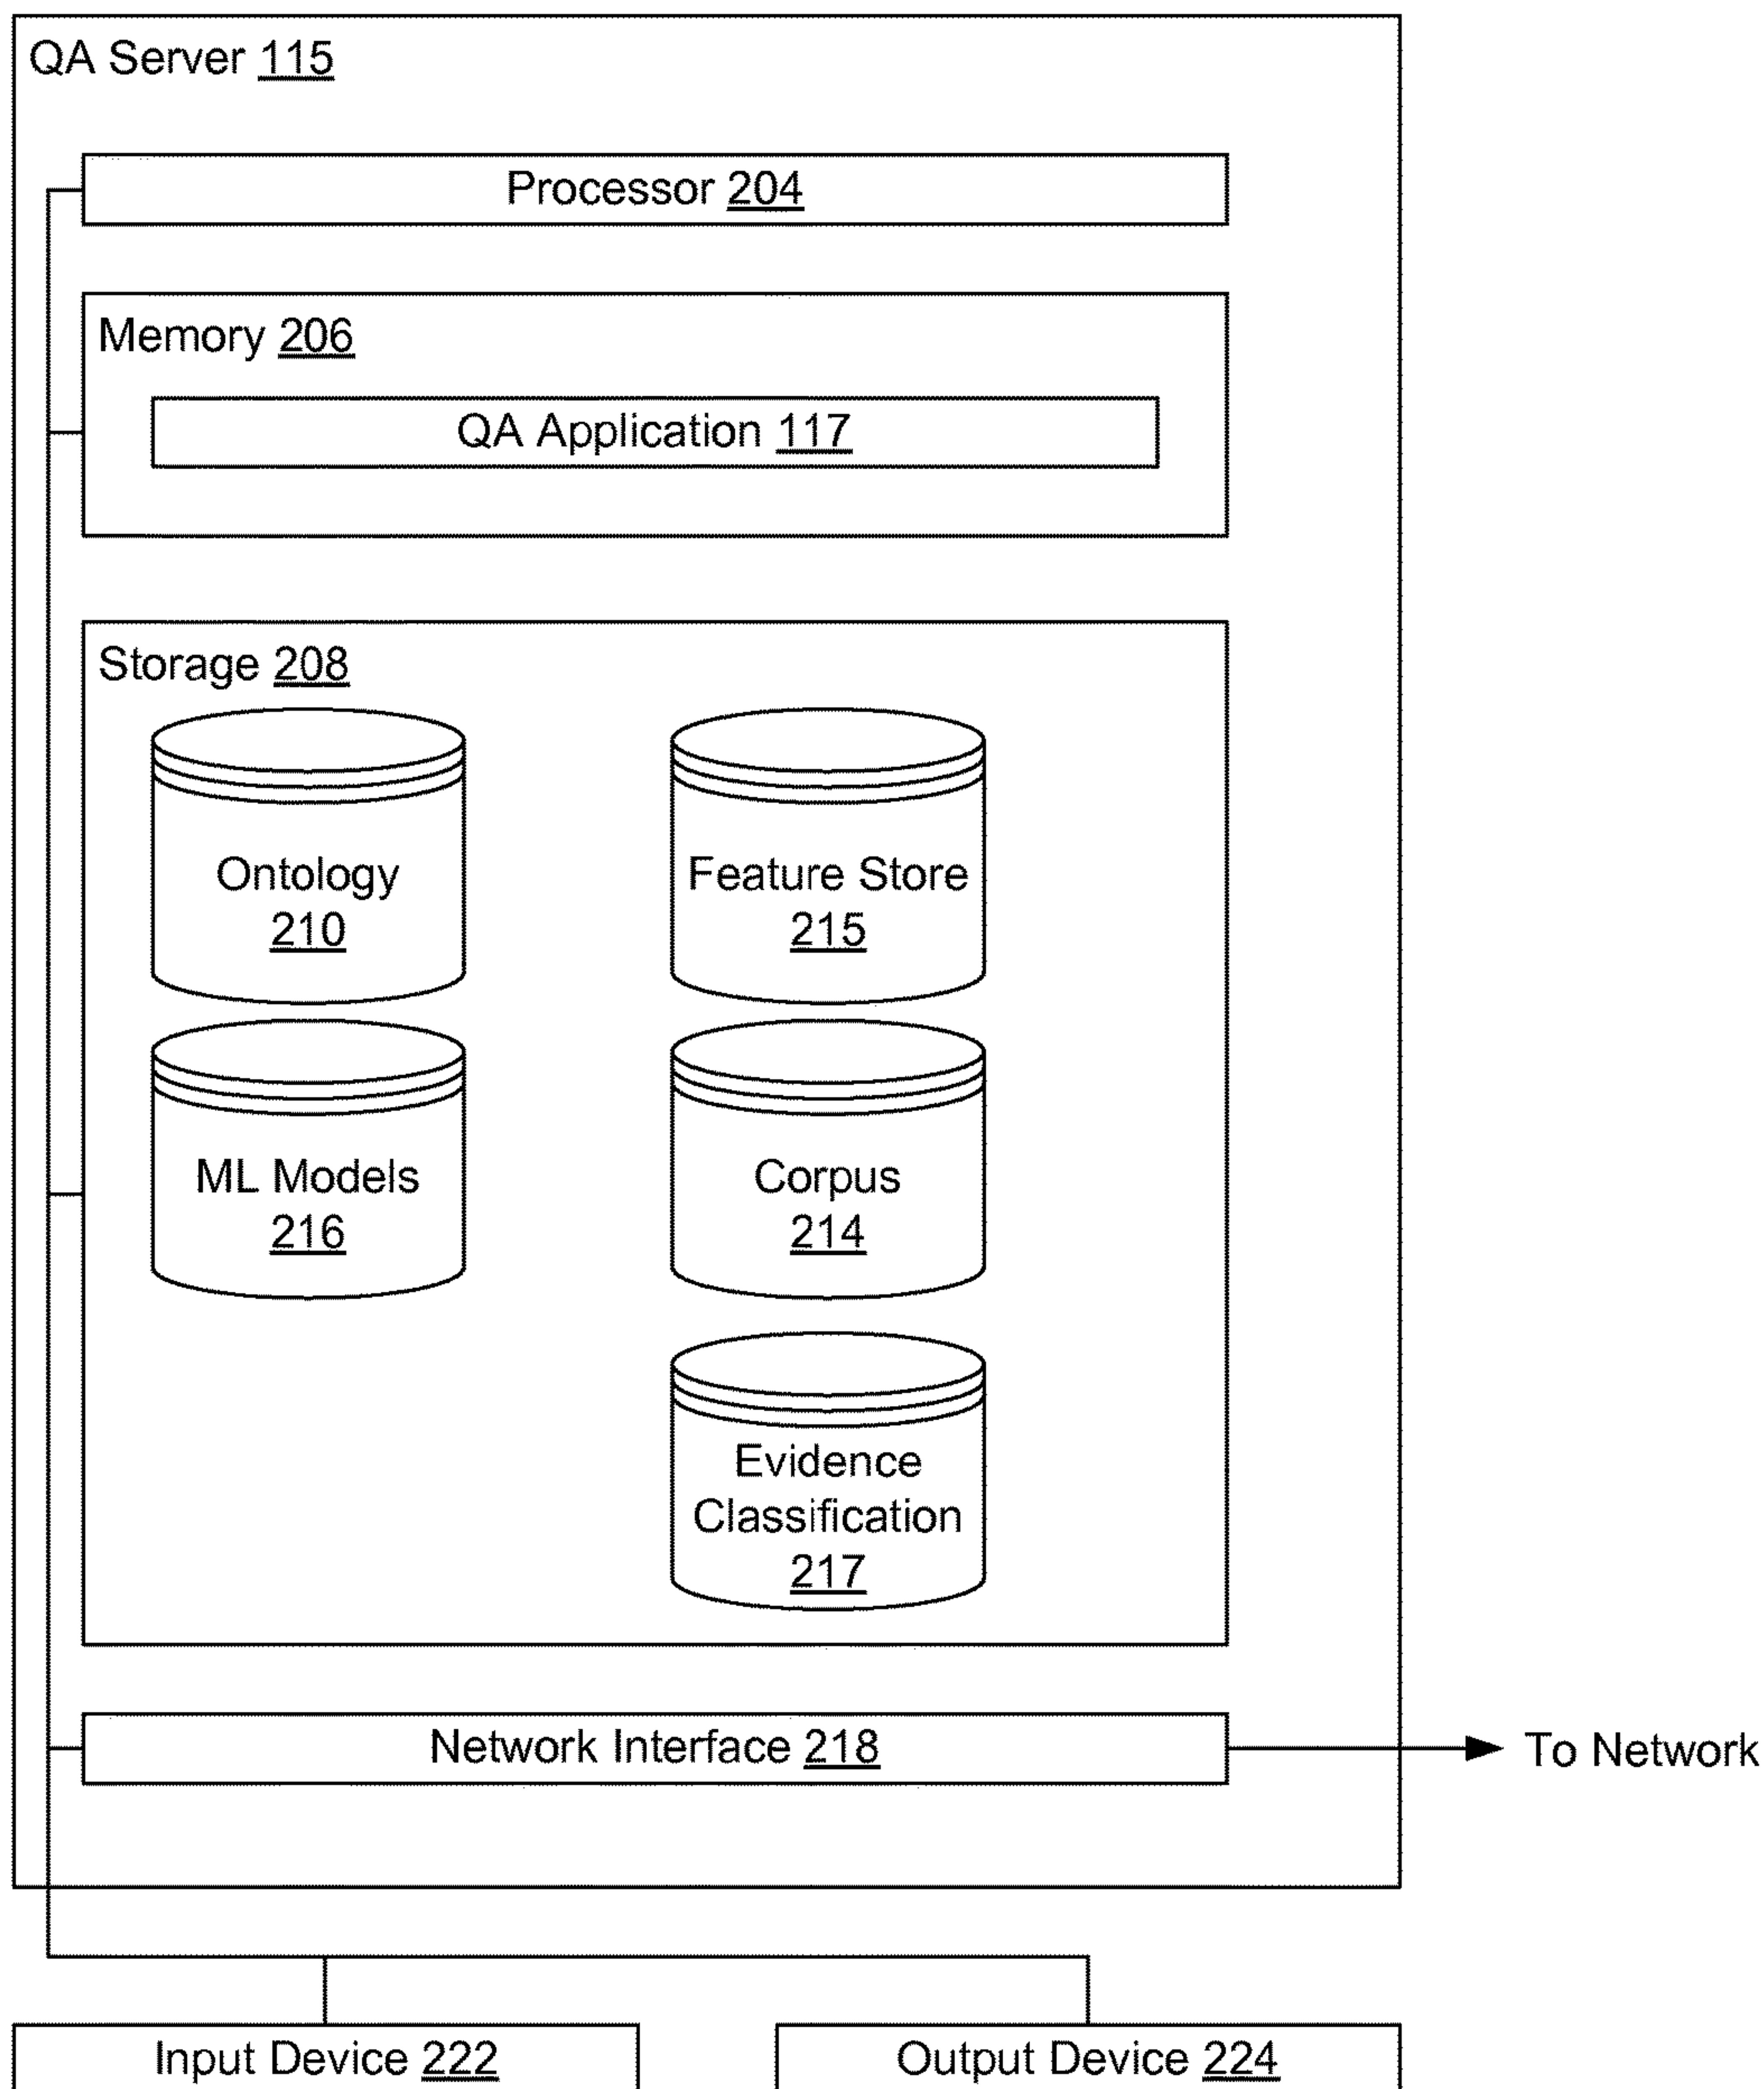 QA Server 115
Processor 204
Memory 206
QA Application 117
Storage 208
Ontology
210
Feature Store
215
ML Models
216
Corpus
214
Evidence
Classification
217
Network Interface 218
To Network
Input Device 222
Output Device 224